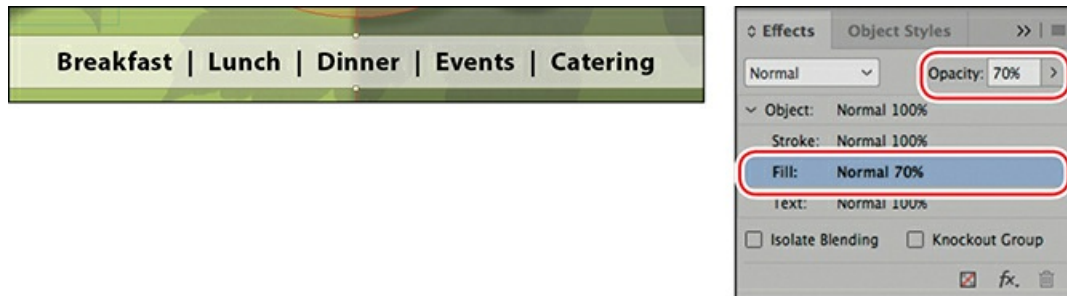 Breakfast | Lunch | Dinner | Events | Catering
Effects Object Styles
Normal Opacity: 70%
Object: Normal 100%
Stroke: Normal 100%
Fill: Normal 70%
Text: Normal 100%
Isolate Blending Knockout Group
fx.